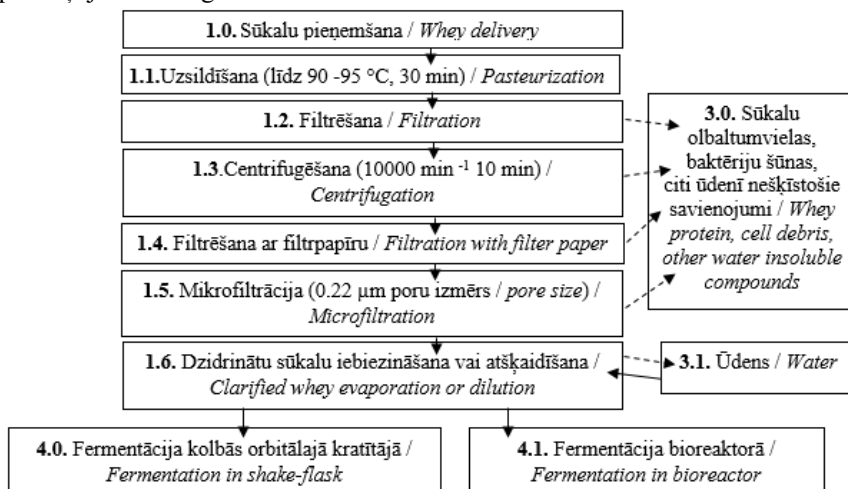 1.0. Sūkalu pieņemšana / Whey delivery
1.1.Uzsildīšana (līdz 90 -95 °C, 30 min) / Pasteurization
1.2. Filtrēšana / Filtration
1.3.Centrifugēšana (10000 min -1 10 min) /
Centrifugation
1.4. Filtrēšana ar filtrpapīru / Filtration with filter paper
1.5. Mikrofiltrācija (0.22 μm poru izmērs / pore size) /
Microfiltration
1.6. Dzidrinātu sūkalu iebiezināšana vai atšķaidīšana /
Clarified whey evaporation or dilution
3.0. Sūkalu
olbaltumvielas,
baktēriju šūnas,
citi ūdenī nešķīstošie
savienojumi / Whey
protein, cell debris,
other water insoluble
compounds
3.1. Ūdens / Water
4.0. Fermentācija kolbās orbitālajā kratītājā /
Fermentation in shake-flask
4.1. Fermentācija bioreaktorā /
Fermentation in bioreactor